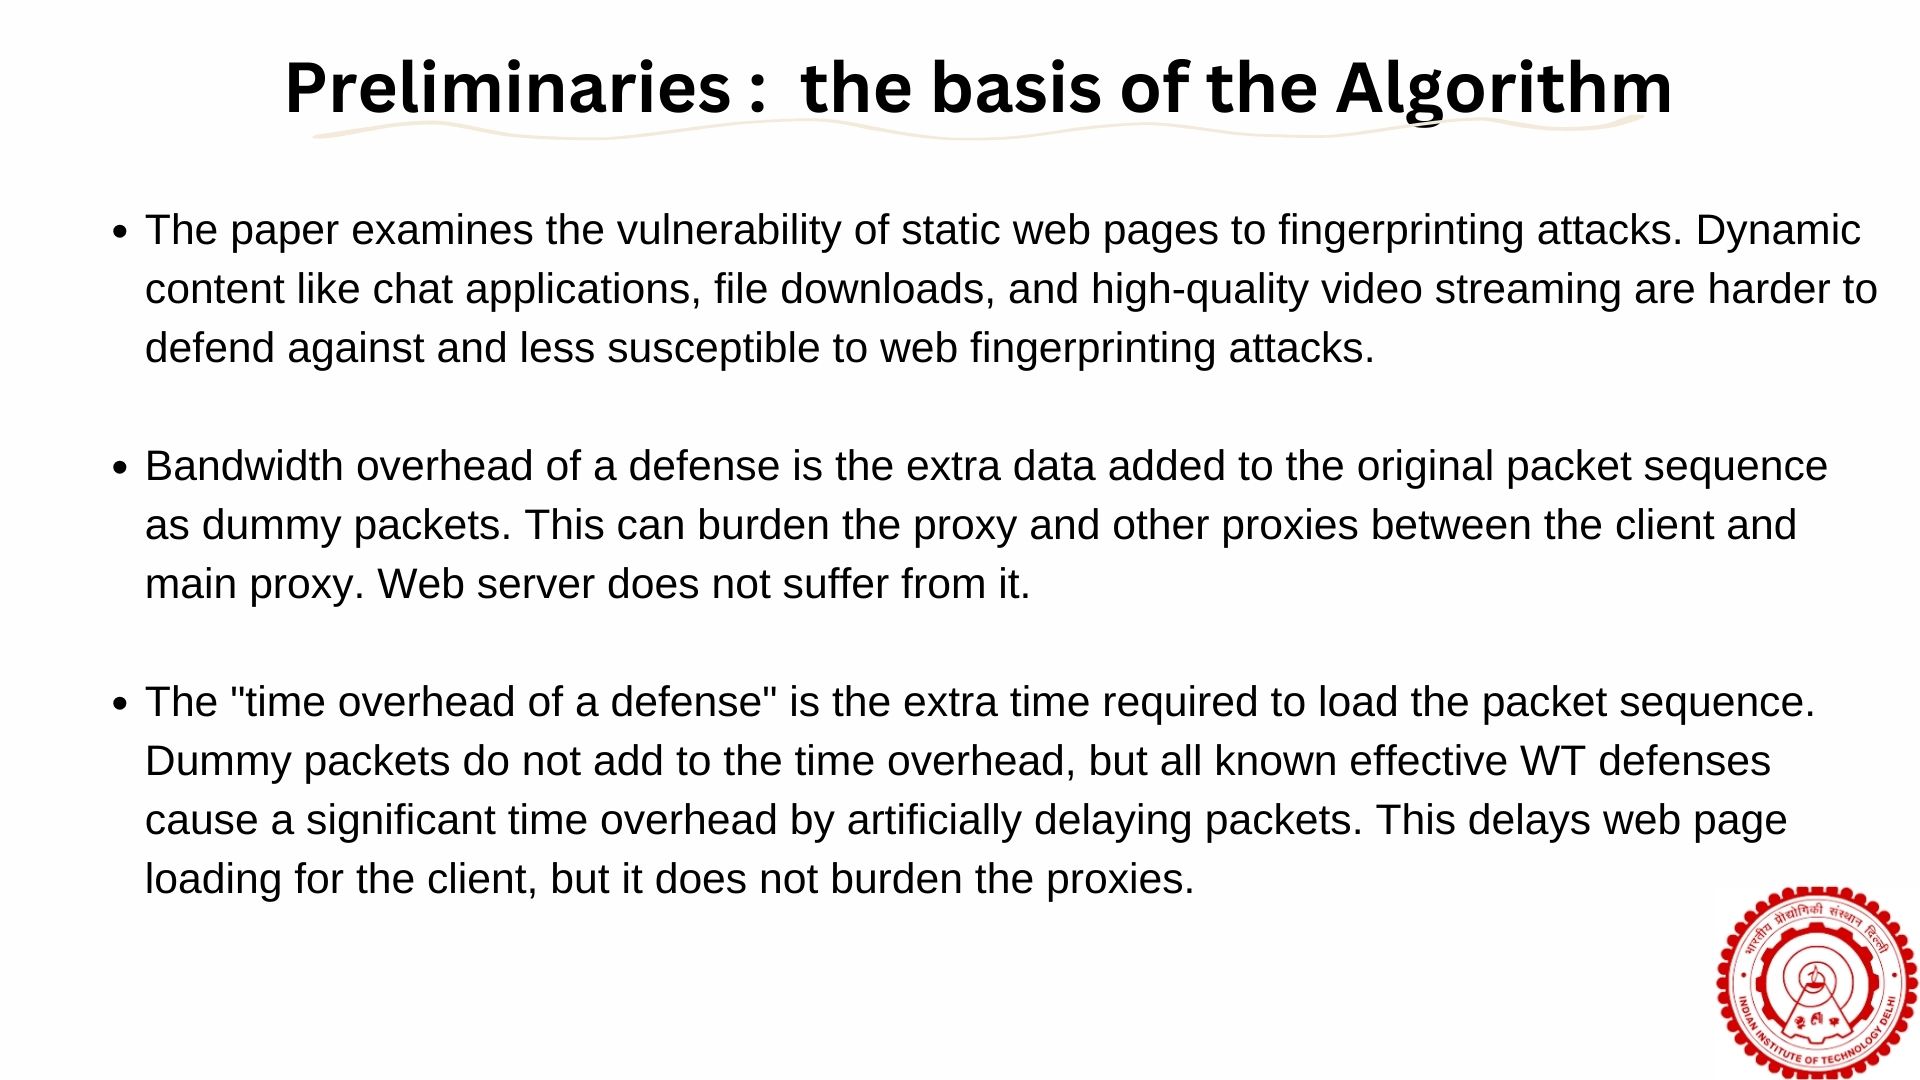 Preliminaries :  the basis of the Algorithm
• The paper examines the vulnerability of static web pages to fingerprinting attacks. Dynamic
content like chat applications, file downloads, and high-quality video streaming are harder to
defend against and less susceptible to web fingerprinting attacks.
• Bandwidth overhead of a defense is the extra data added to the original packet sequence
as dummy packets. This can burden the proxy and other proxies between the client and
main proxy. Web server does not suffer from it.
• The "time overhead of a defense" is the extra time required to load the packet sequence.
Dummy packets do not add to the time overhead, but all known effective WT defenses
cause a significant time overhead by artificially delaying packets. This delays web page
loading for the client, but it does not burden the proxies.
भारतीय प्रौद्योगिकी संस्थान दिल्ली
INDIAN INSTITUTE OF TECHNOLOGY DELHI